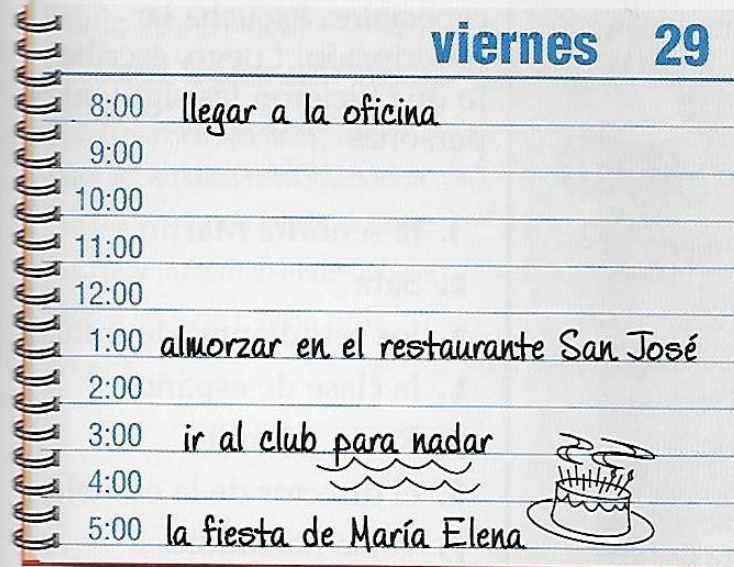 viernes 29
8:00 llegar a la oficina
9:00
10:00
11:00
12:00
1:00 almorzar en el restaurante San José
2:00
3:00 ir al club para nadar
4:00
5:00 la fiesta de María Elena